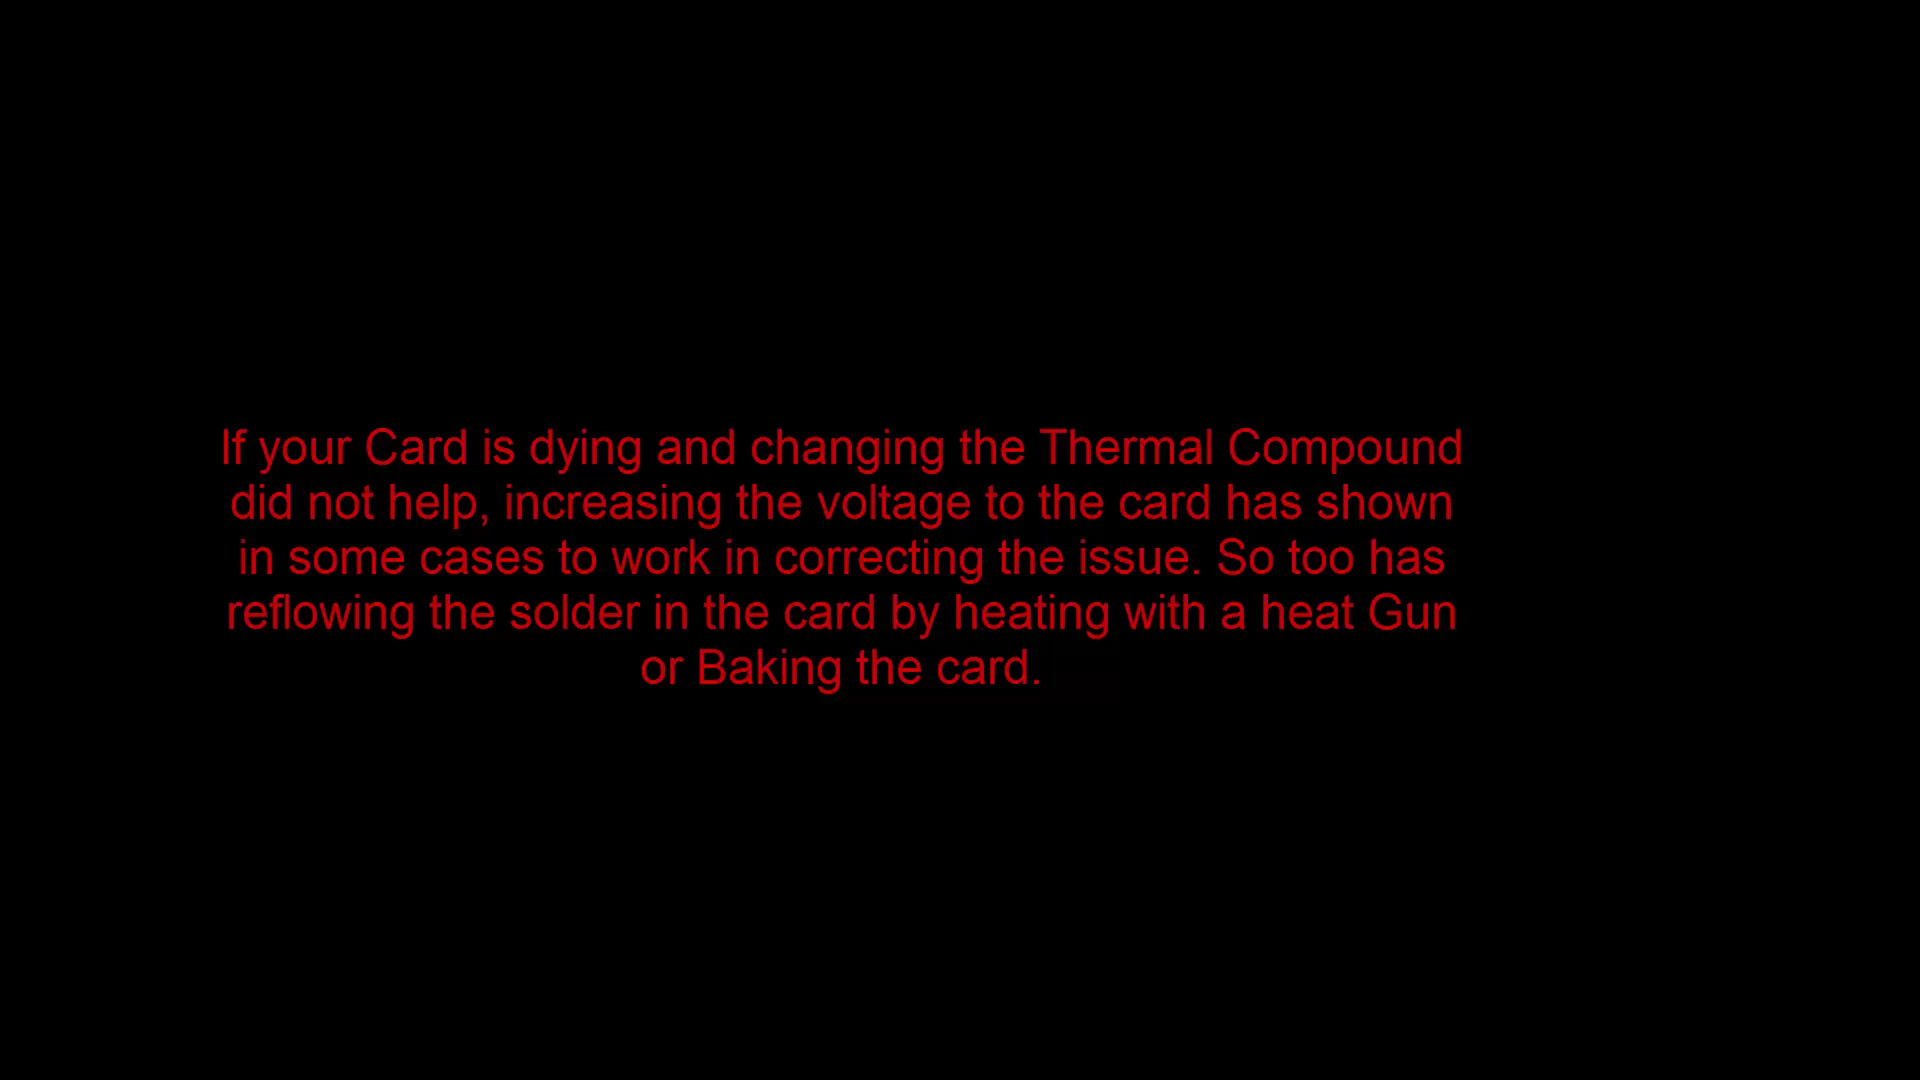 If your Card is dying and changing the Thermal Compound
did not help, increasing the voltage to the card has shown
in some cases to work in correcting the issue. So too has
reflowing the solder in the card by heating with a heat Gun
or Baking the card.